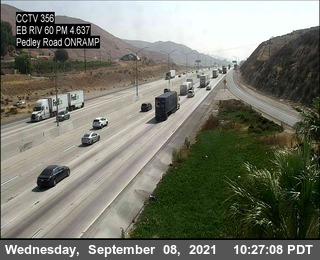 CCTV 356
EB RIV 60 PM 4.637
Pedley Road ONRAMP
Wednesday, September 08, 2021 10:27:08 PDT